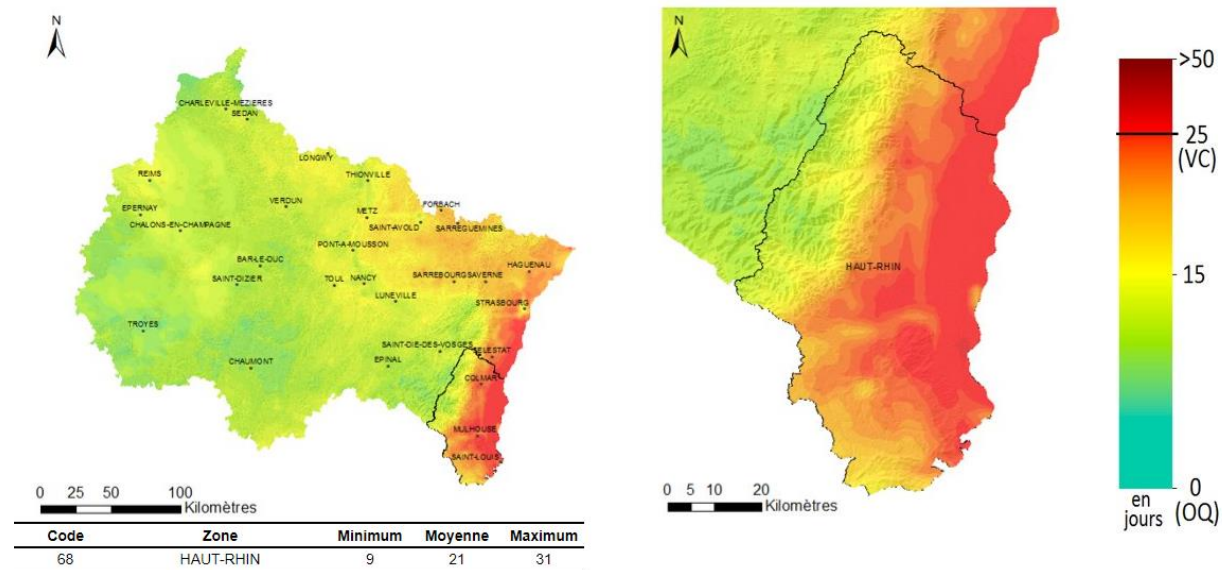 N
CHARLEVILLE-MEZIERES
SEDAN
LONGWY
REIMS
THIONVILLE
VERDUN
FORBACH
EPERNAY
METZ
CHALONS-EN-CHAMPAGNE
SAINT-AVOLD
SARREGUEMINES
PONT-A-MOUSSON
BAR-LE-DUC
HAGUENAU
SAINT-DIZIER
TOUL
NANCY
SARREBOURG
SAVERNE
LUNEVILLE
STRASBOURG
TROYES
SAINT-DIE-DES-VOSGES
SELESTAT
CHAUMONT
EPINAL
COLMAR
MULHOUSE
SAINT-LOUIS
0 25 50 100
Kilomètres
Code Zone Minimum Moyenne Maximum
68 HAUT-RHIN 9 21 31
N
HAUT-RHIN
0 5 10 20
Kilomètres
>50
25
(VC)
15
0
en
jours (OQ)